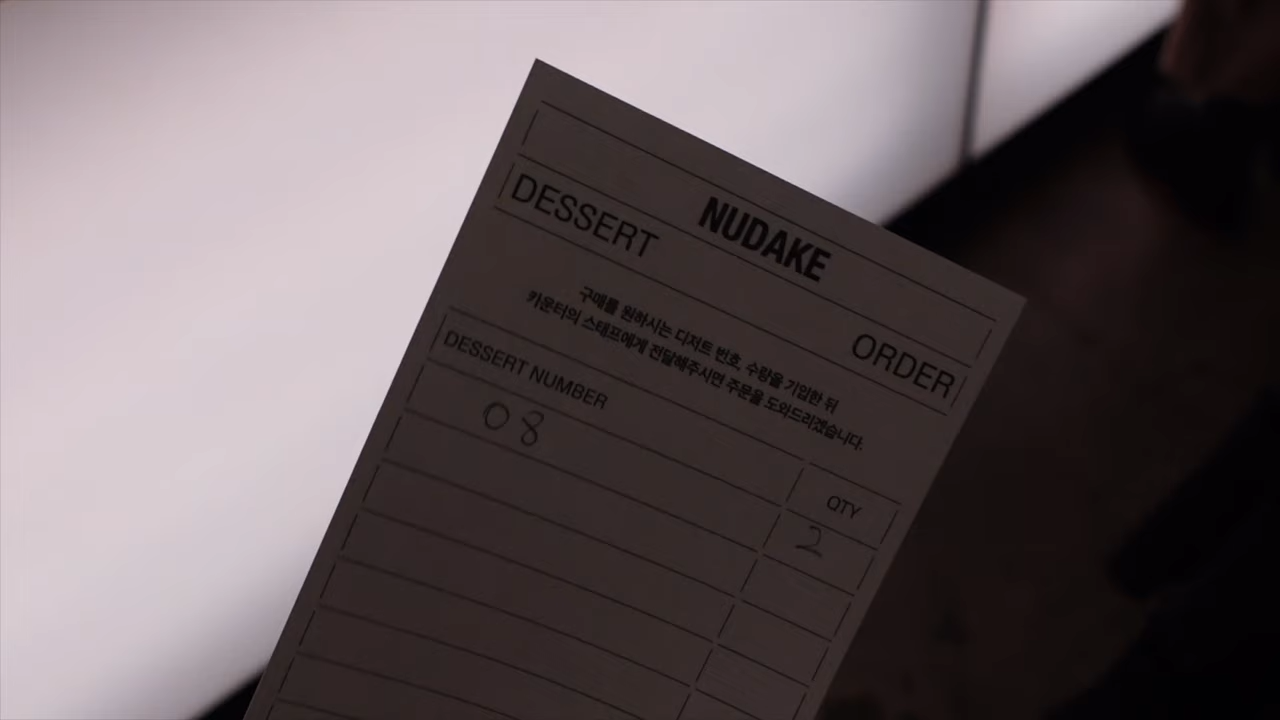 NUDAKE
DESSERT ORDER
구매를 원하시는 디저트 번호, 수량을 기입한 뒤
카운터의 스태프에게 전달해주시면 주문을 도와드리겠습니다.
DESSERT NUMBER QTY
08 2